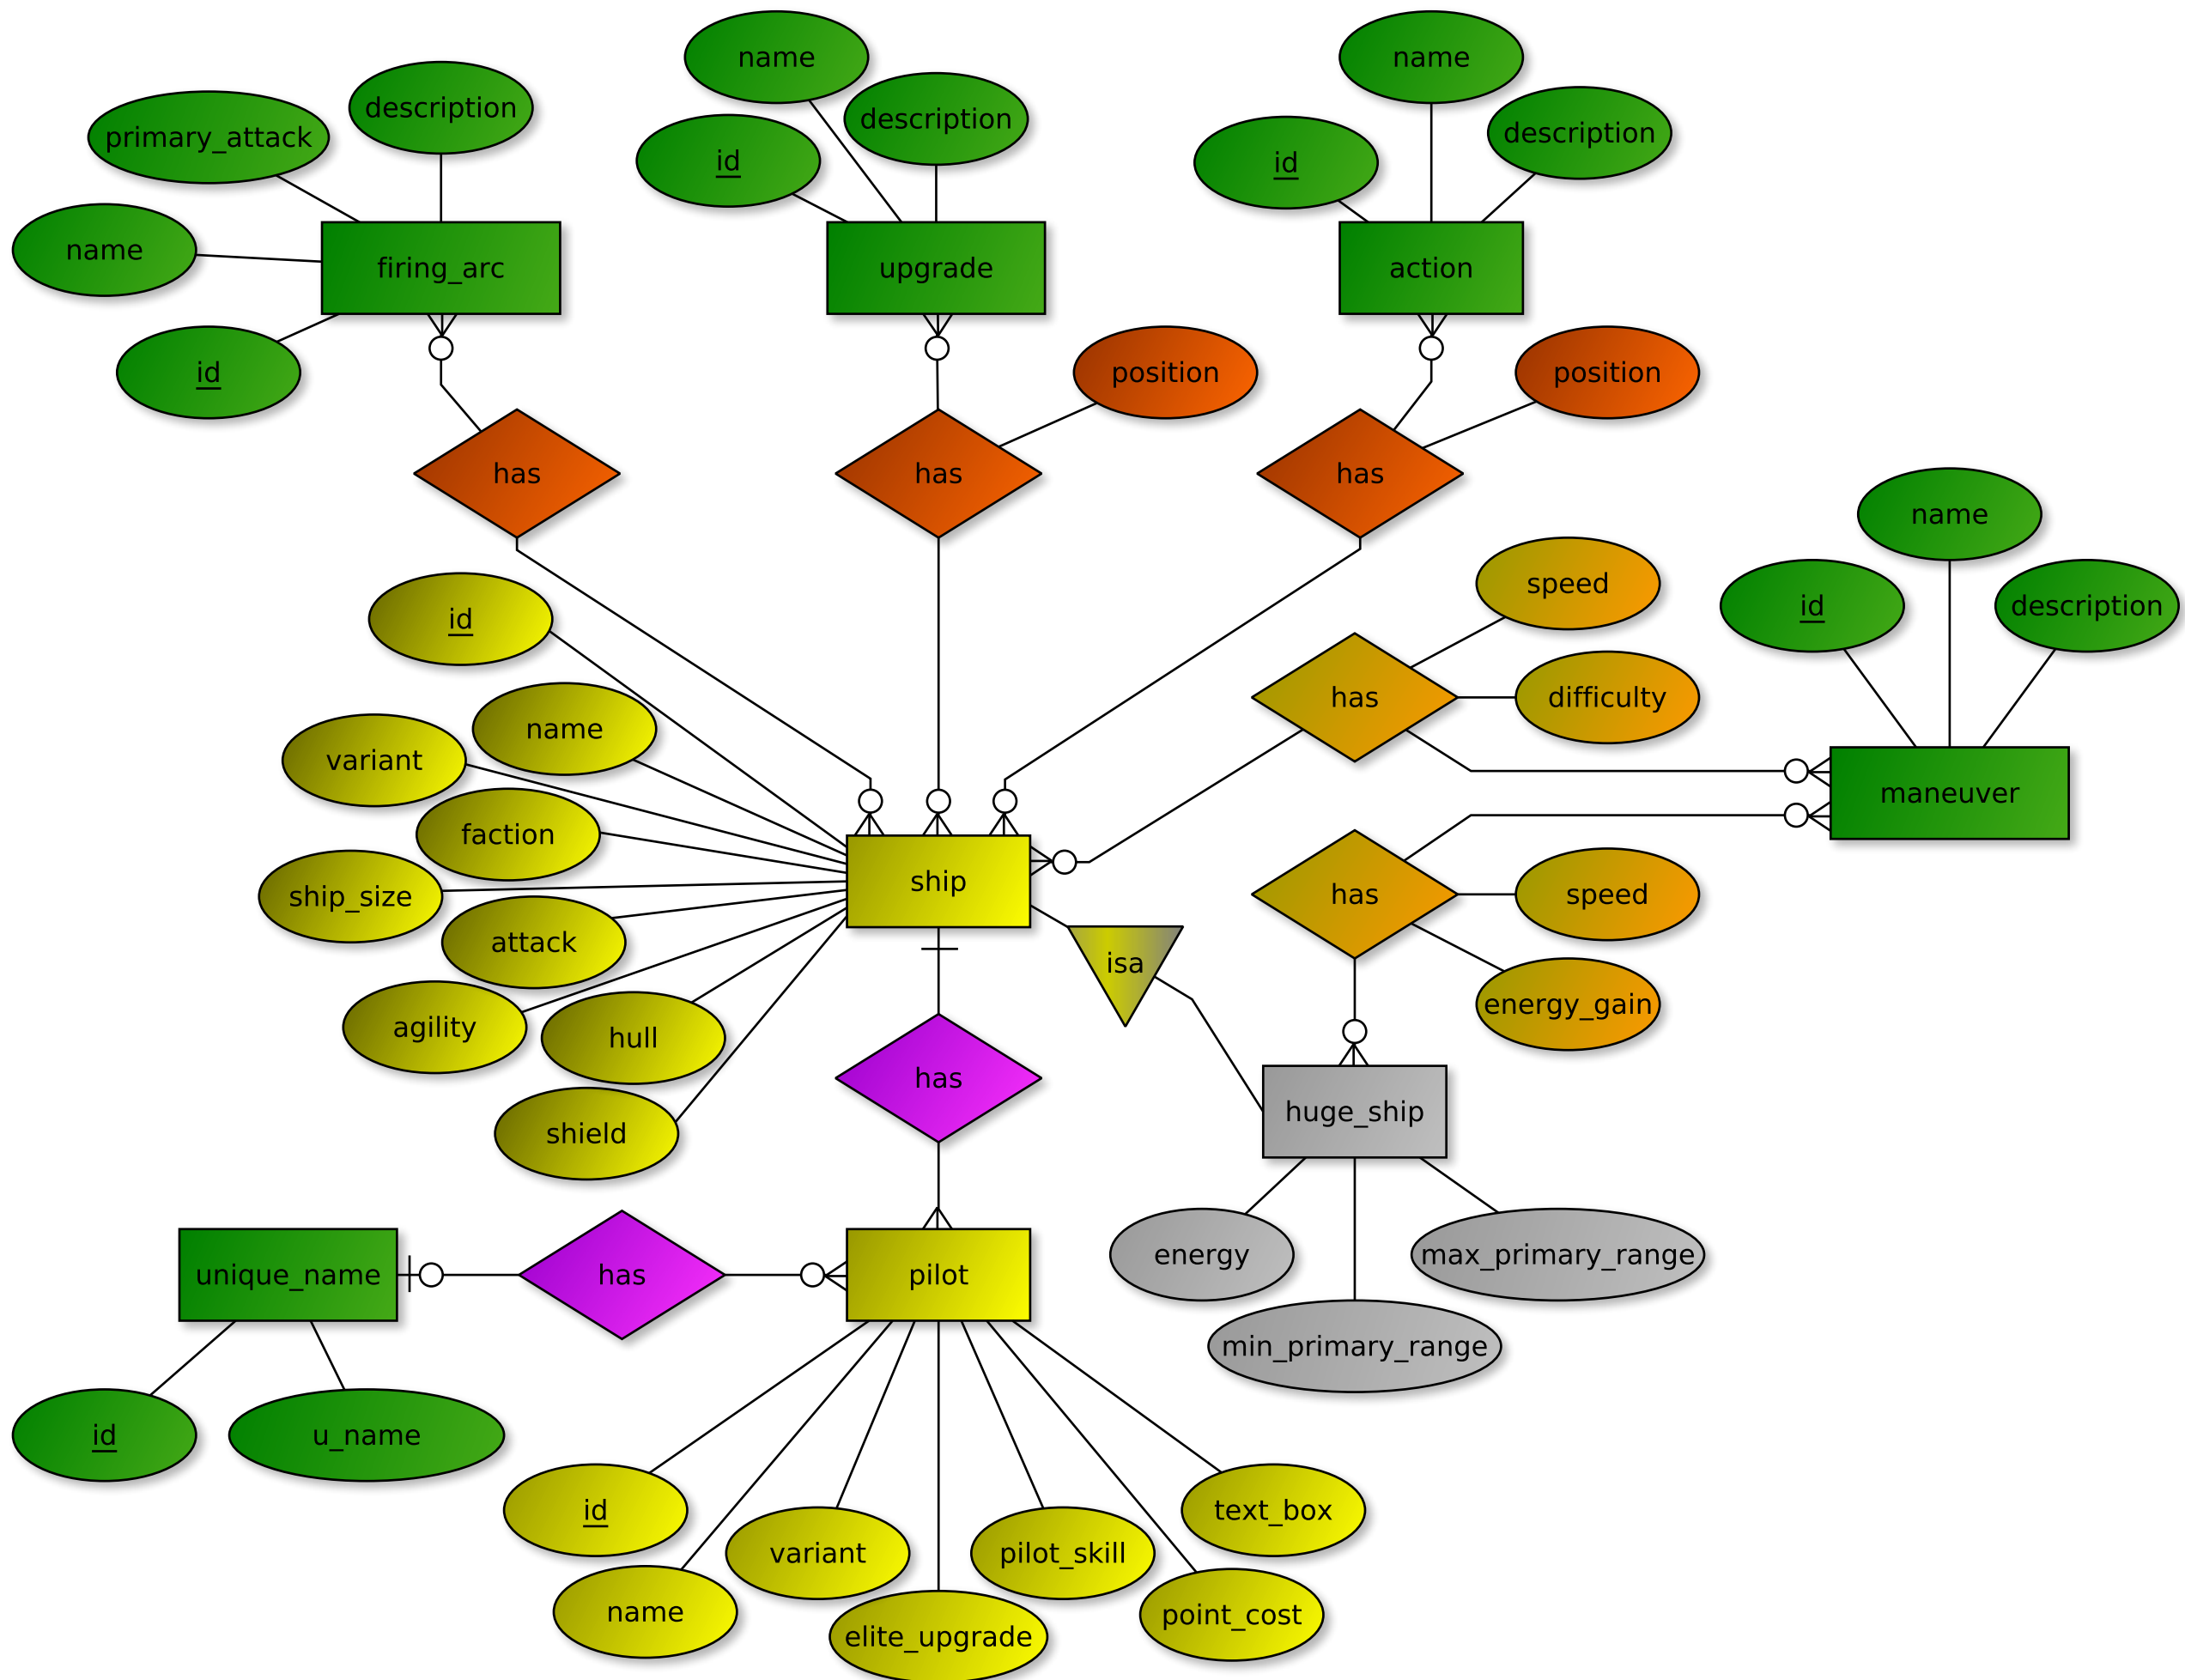 name
name
description
description
primary_attack
description
description
id
id
name
firing_arc
upgrade
action
id
position
position
has
has
has
name
speed
id
description
id
difficulty
has
name
variant
maneuver
faction
ship
ship_size
has
speed
attack
isa
energy_gain
agility
hull
has
huge_ship
shield
energy
max_primary_range
unique_name
has
pilot
min_primary_range
id
u_name
id
text_box
variant
pilot_skill
name
point_cost
elite_upgrade